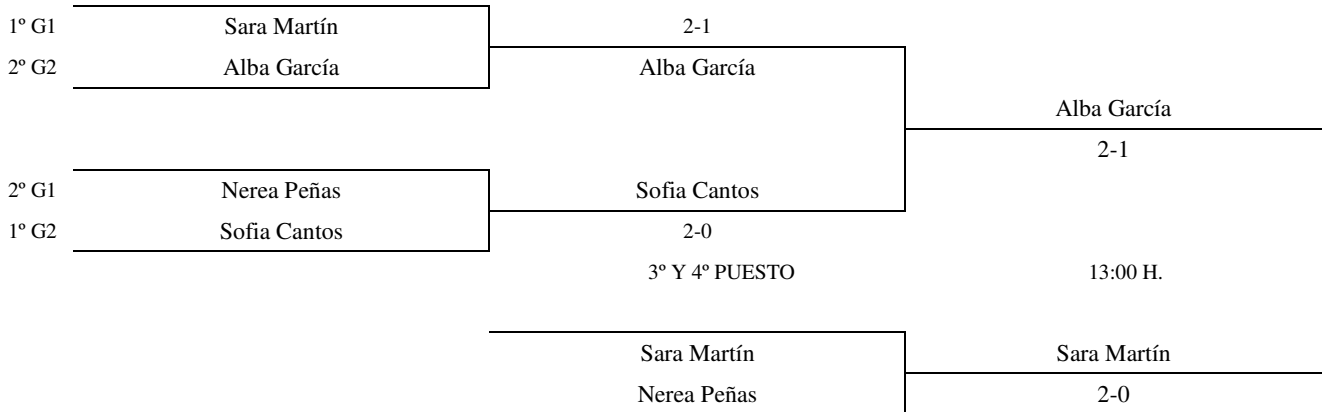 1º G1 Sara Martín 2-1
2º G2 Alba García Alba García
Alba García
2-1
2º G1 Nerea Peñas Sofia Cantos
1º G2 Sofia Cantos 2-0
3º Y 4º PUESTO 13:00 H.
Sara Martín Sara Martín
Nerea Peñas 2-0